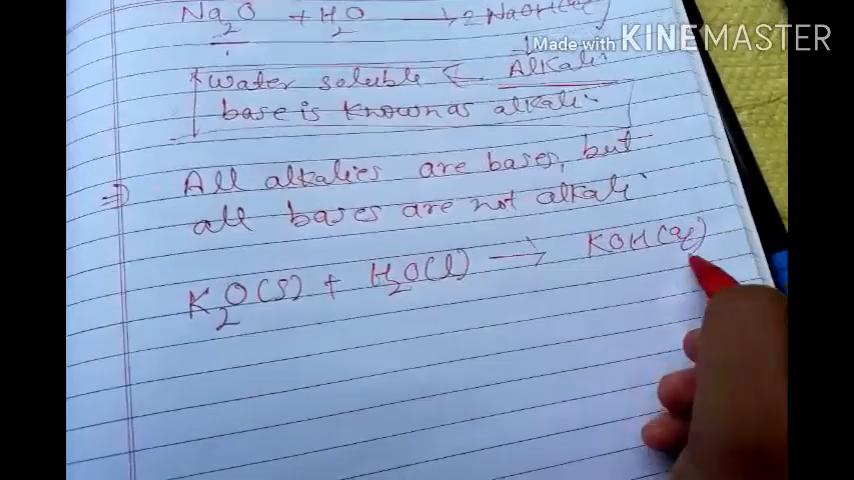 Na2O + H2O → 2 NaOH(aq)
Made with KINEMASTER
* Water soluble ← Alkali
base is known as alkali.
⇒ All alkalies are bases, but
all bases are not alkali
K2O(s) + H2O(l) → KOH(aq)